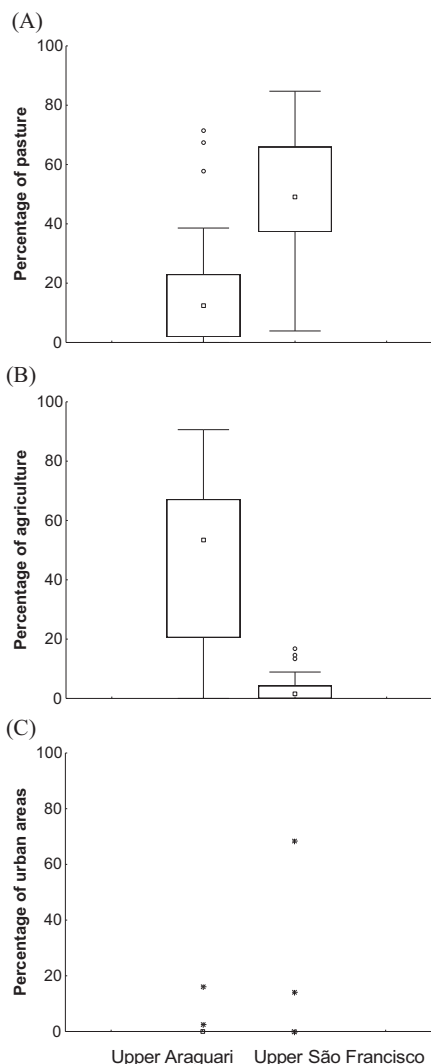 (A)
Percentage of pasture
100
80
60
40
20
0
(B)
Percentage of agriculture
100
80
60
40
20
0
(C)
Percentage of urban areas
100
80
60
40
20
0
Upper Araguari Upper São Francisco